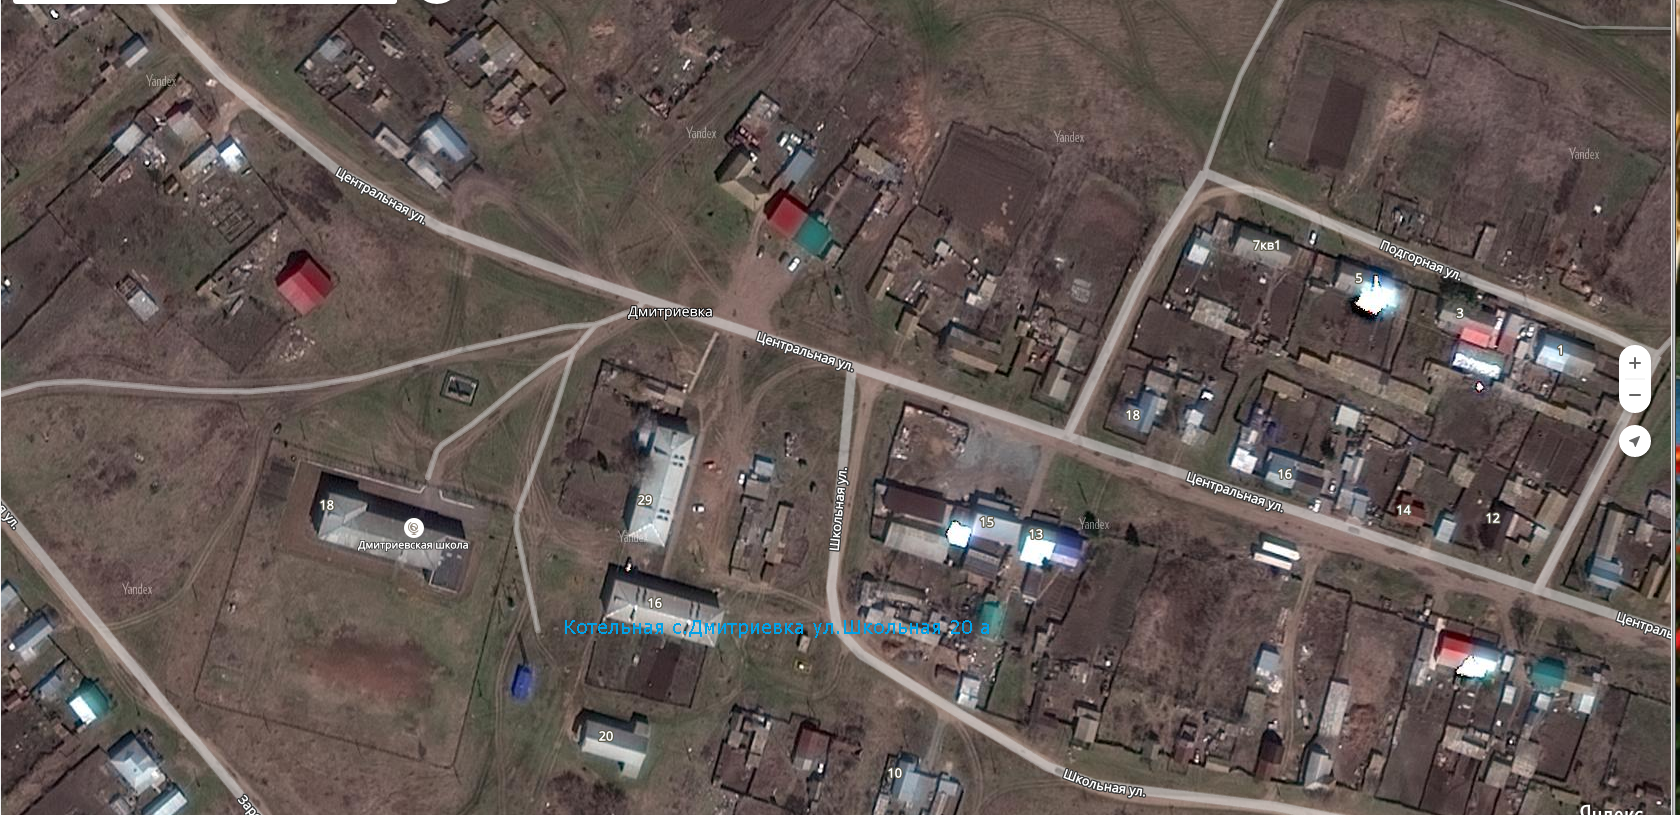 Yandex
Yandex
Yandex
Yandex
Центральная ул.
7кв1
Подгорная ул.
5
3
1
Дмитриевка
Центральная ул.
18
16
14
12
Центральная ул.
Школьная ул.
29
18
Дмитриевская школа
15
13
Yandex
Yandex
16
Котельная с.Дмитриевка ул.Школьная 20 а
20
10
Школьная ул.